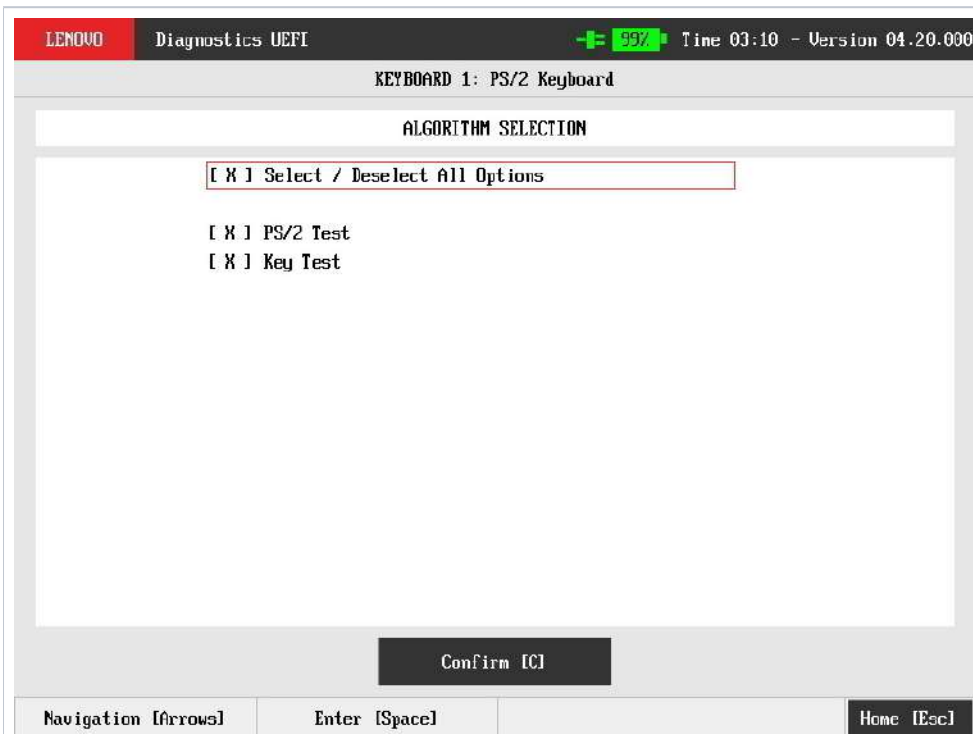 LENOVO Diagnostics UEFI 99% Time 03:10 - Version 04.20.000
KEYBOARD 1: PS/2 Keyboard
ALGORITHM SELECTION
[ X ] Select / Deselect All Options
[ X ] PS/2 Test
[ X ] Key Test
Confirm [C]
Navigation [Arrows] Enter [Space] Home [Esc]